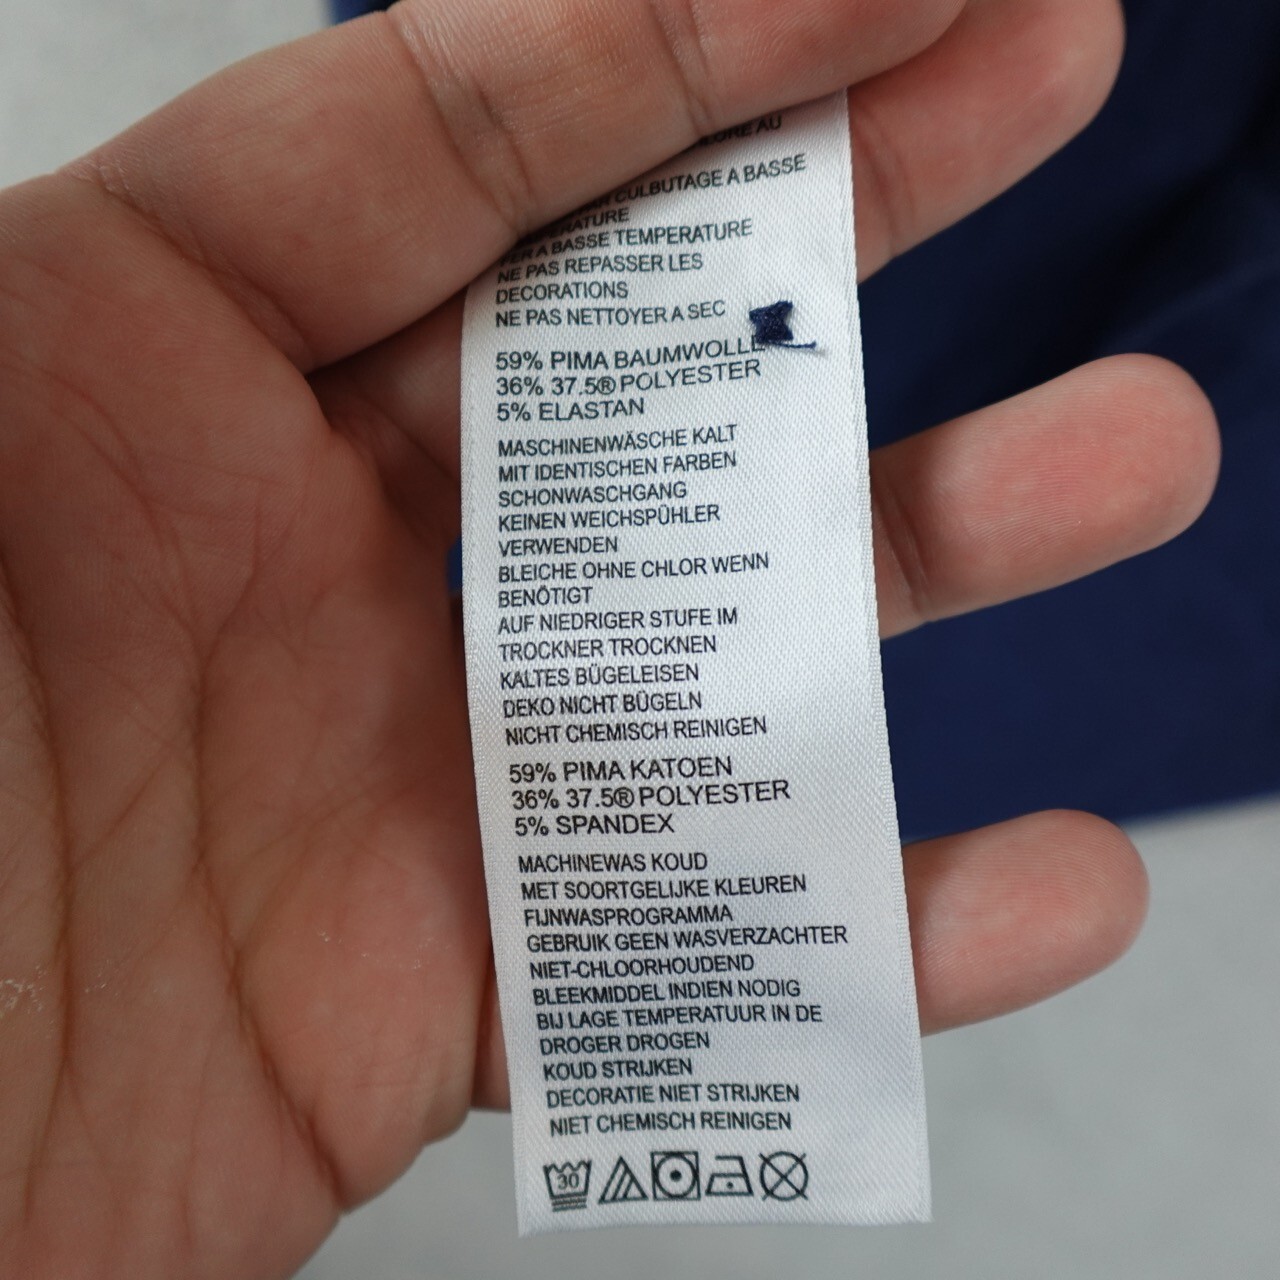 AU
CULBUTAGE A BASSE
A BASSE TEMPERATURE
NE PAS REPASSER LES
DECORATIONS
NE PAS NETTOYER A SEC
59% PIMA BAUMWOLLE
36% 37.5® POLYESTER
5% ELASTAN
MASCHINENWÄSCHE KALT
MIT IDENTISCHEN FARBEN
SCHONWASCHGANG
KEINEN WEICHSPÜHLER
VERWENDEN
BLEICHE OHNE CHLOR WENN
BENÖTIGT
AUF NIEDRIGER STUFE IM
TROCKNER TROCKNEN
KALTES BÜGELEISEN
DEKO NICHT BÜGELN
NICHT CHEMISCH REINIGEN
59% PIMA KATOEN
36% 37.5® POLYESTER
5% SPANDEX
MACHINEWAS KOUD
MET SOORTGELIJKE KLEUREN
FIJNWASPROGRAMMA
GEBRUIK GEEN WASVERZACHTER
NIET-CHLOORHOUDEND
BLEEKMIDDEL INDIEN NODIG
BIJ LAGE TEMPERATUUR IN DE
DROGER DROGEN
KOUD STRIJKEN
DECORATIE NIET STRIJKEN
NIET CHEMISCH REINIGEN
30